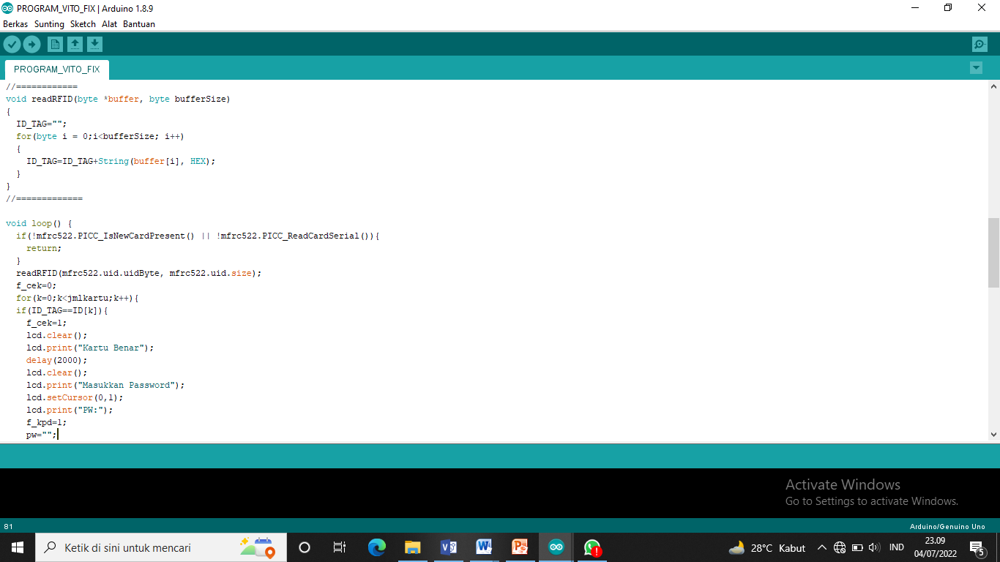 PROGRAM_VITO_FIX | Arduino 1.8.9
Berkas Sunting Sketch Alat Bantuan
PROGRAM_VITO_FIX
//============
void readRFID(byte *buffer, byte bufferSize)
{
  ID_TAG="";
  for(byte i = 0;i<bufferSize; i++)
  {
    ID_TAG=ID_TAG+String(buffer[i], HEX);
  }
}
//=============
void loop() {
  if(!mfrc522.PICC_IsNewCardPresent() || !mfrc522.PICC_ReadCardSerial()){
    return;
  }
  readRFID(mfrc522.uid.uidByte, mfrc522.uid.size);
  f_cek=0;
  for(k=0;k<jmlkartu;k++){
  if(ID_TAG==ID[k]){
    f_cek=1;
    lcd.clear();
    lcd.print("Kartu Benar");
    delay(2000);
    lcd.clear();
    lcd.print("Masukkan Password");
    lcd.setCursor(0,1);
    lcd.print("PW:");
    f_kpd=1;
    pw="";
Activate Windows
Go to Settings to activate Windows.
81
Arduino/Genuino Uno
Ketik di sini untuk mencari
28°C Kabut
IND
23.09
04/07/2022
5